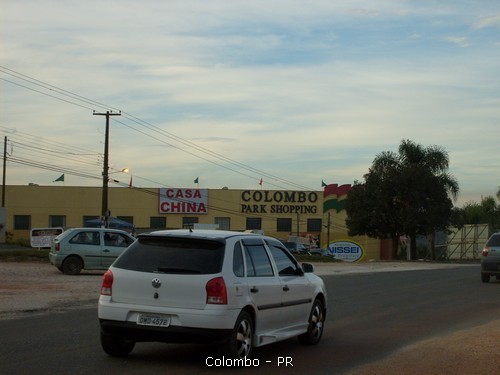 CASA
CHINA
COLOMBO
PARK SHOPPING
NISSEI
Colombo - PR